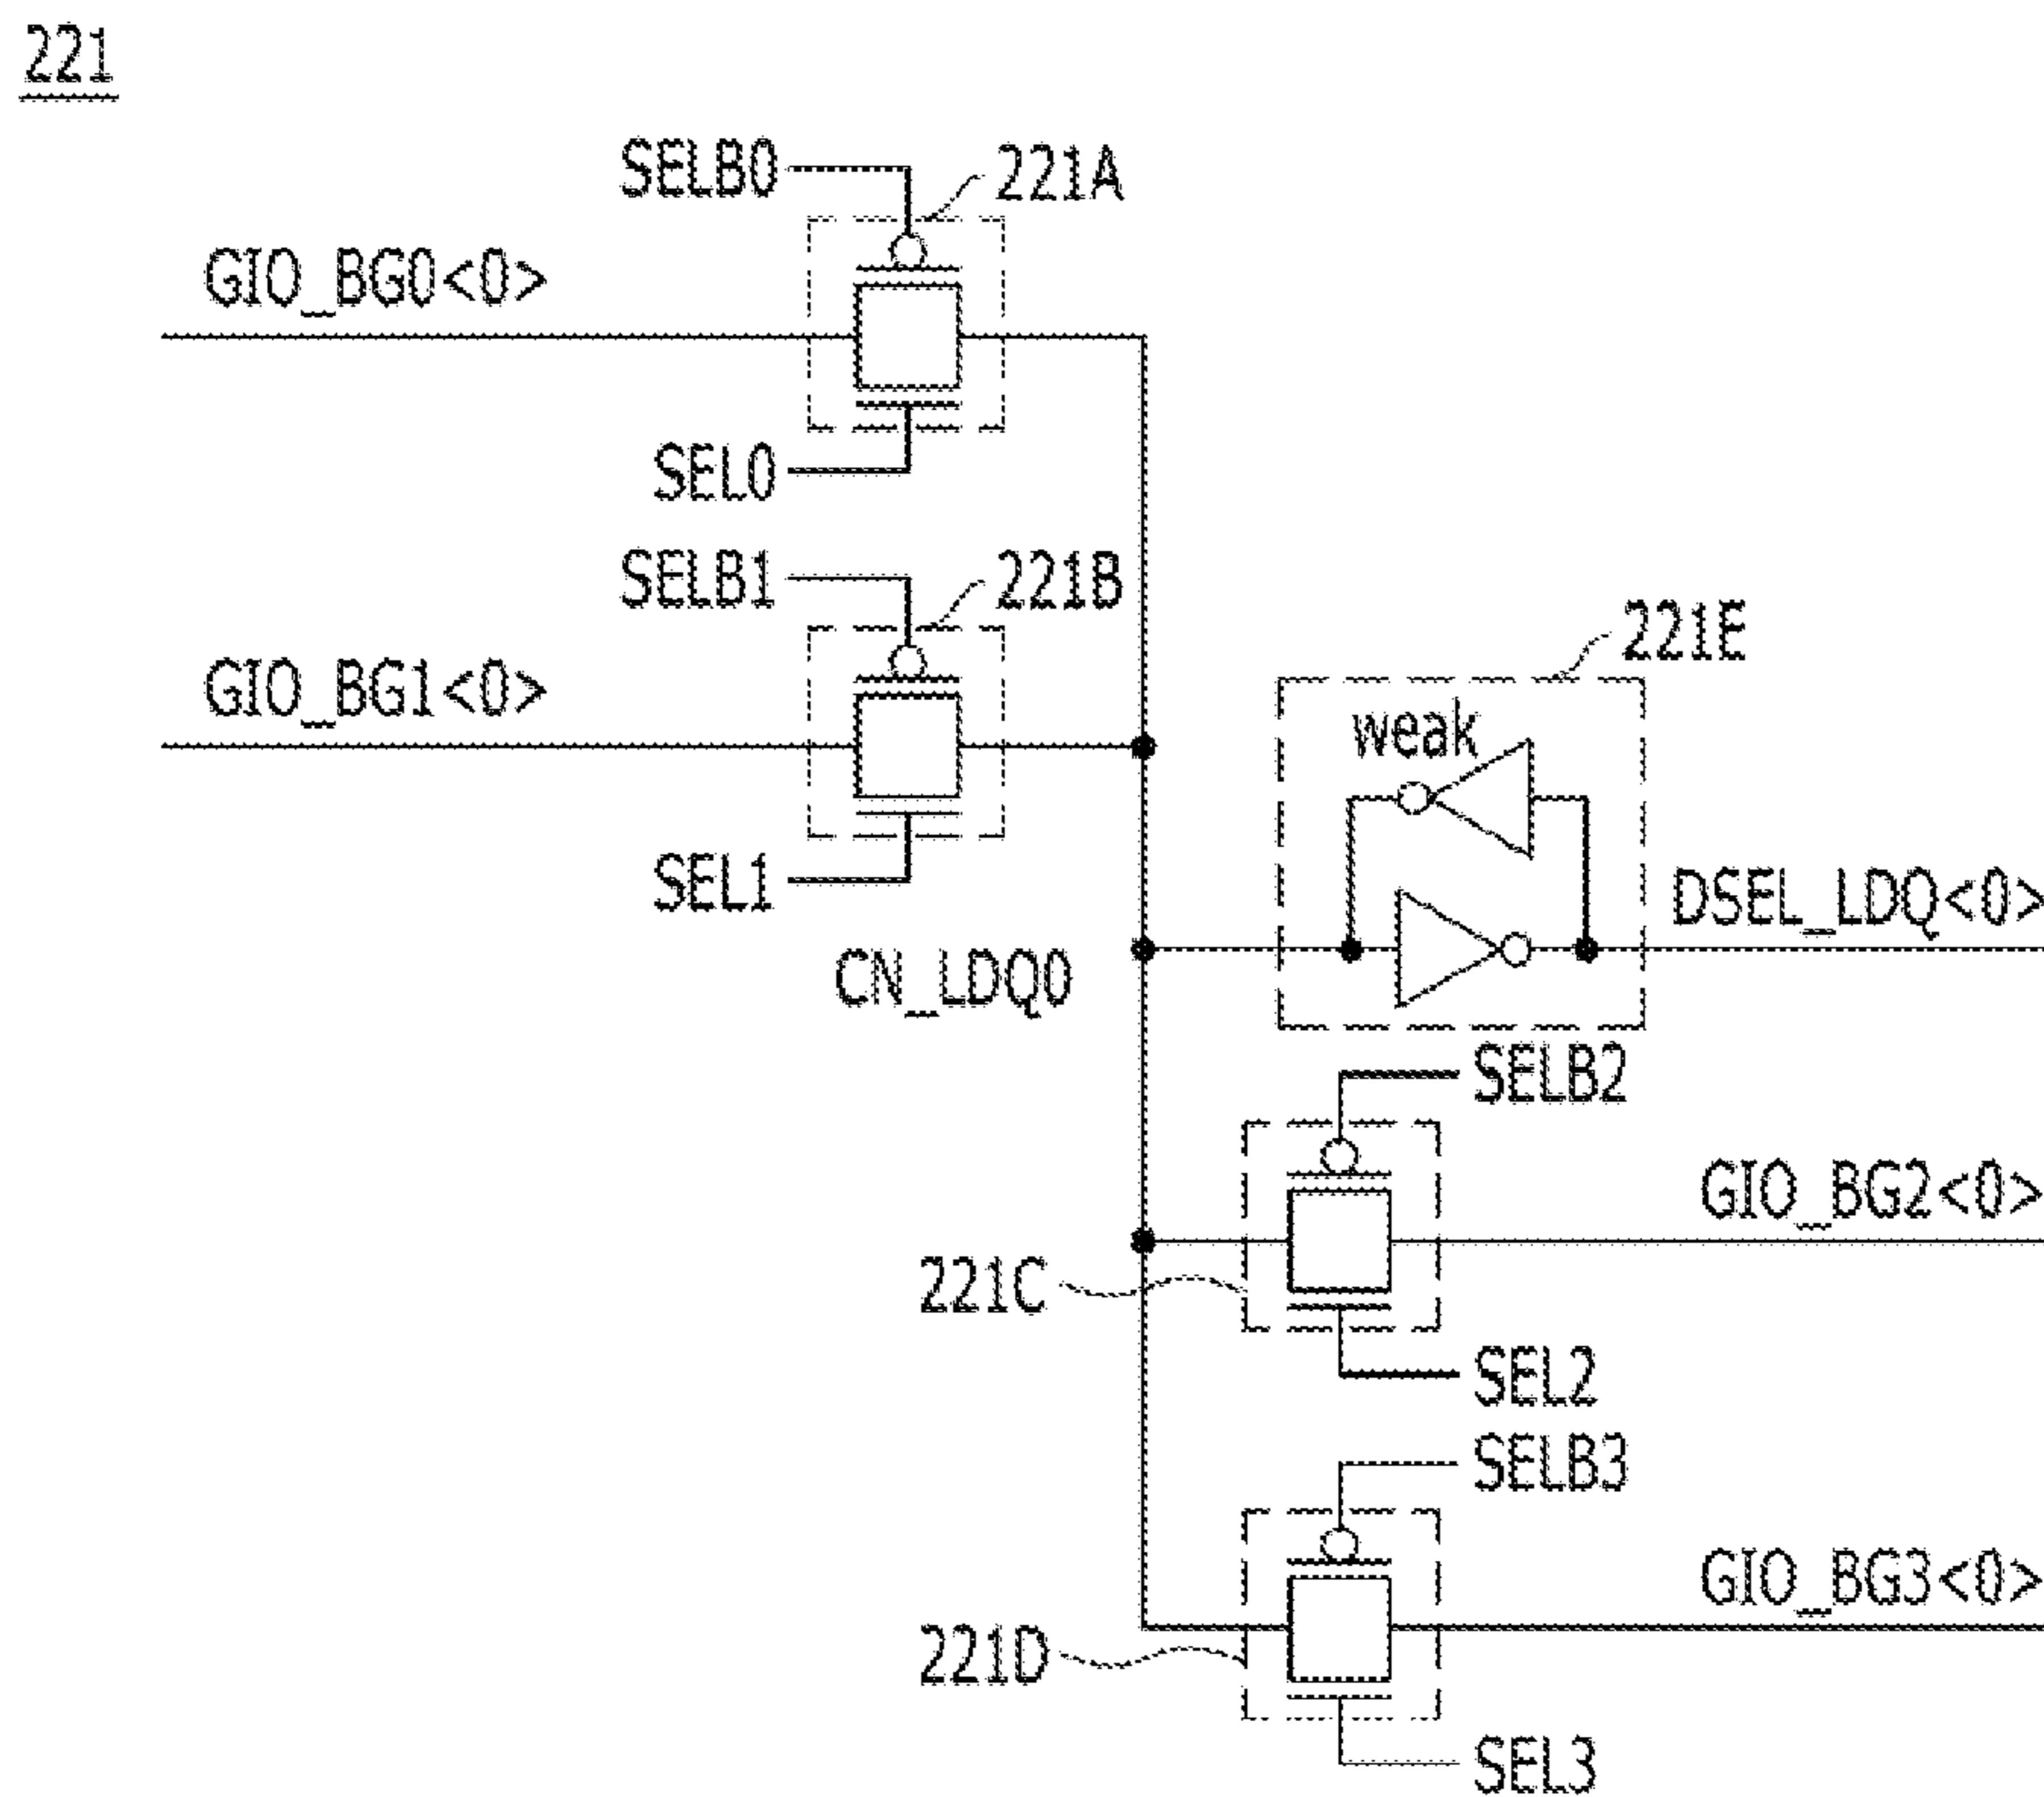 221
SELB0
221A
GIO_BG0<0>
SEL0
SELB1
221B
GIO_BG1<0>
SEL1
221E
weak
DSEL_LDQ<0>
CN_LDQ0
SELB2
GIO_BG2<0>
221C
SEL2
SELB3
GIO_BG3<0>
221D
SEL3